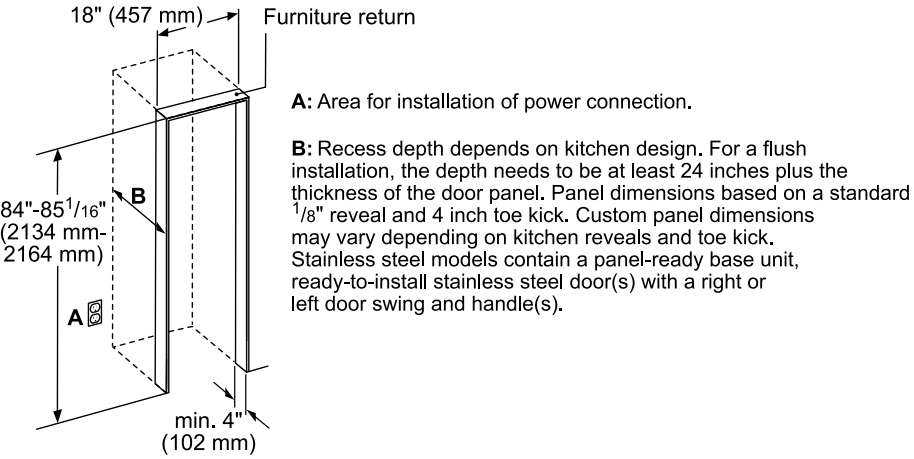 18" (457 mm)
Furniture return
A: Area for installation of power connection.
B: Recess depth depends on kitchen design. For a flush
installation, the depth needs to be at least 24 inches plus the
thickness of the door panel. Panel dimensions based on a standard
1/8" reveal and 4 inch toe kick. Custom panel dimensions
may vary depending on kitchen reveals and toe kick.
Stainless steel models contain a panel-ready base unit,
ready-to-install stainless steel door(s) with a right or
left door swing and handle(s).
B
84"-85 1/16"
(2134 mm-
2164 mm)
A
min. 4"
(102 mm)